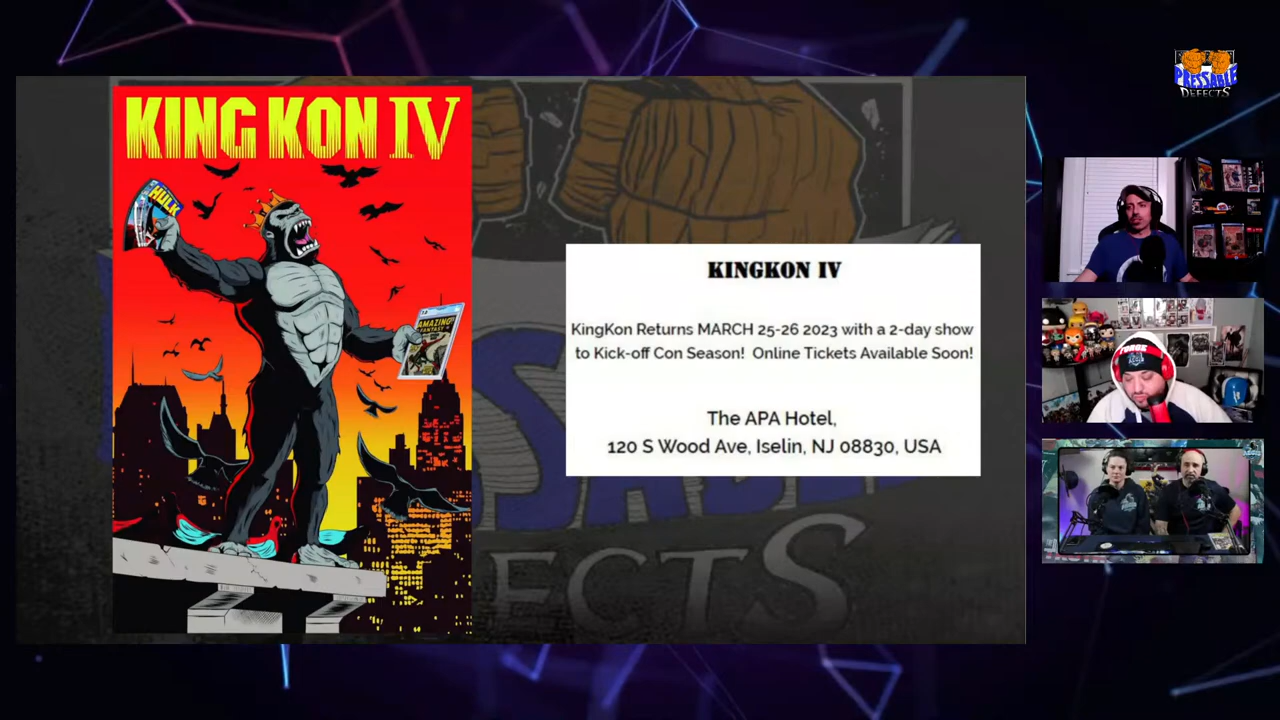 KING KON IV
HULK
7.0
AMAZING
FANTASY
KINGKON IV
KingKon Returns MARCH 25-26 2023 with a 2-day show
to Kick-off Con Season! Online Tickets Available Soon!
The APA Hotel,
120 S Wood Ave, Iselin, NJ 08830, USA
PRESSABLE
DEFECTS